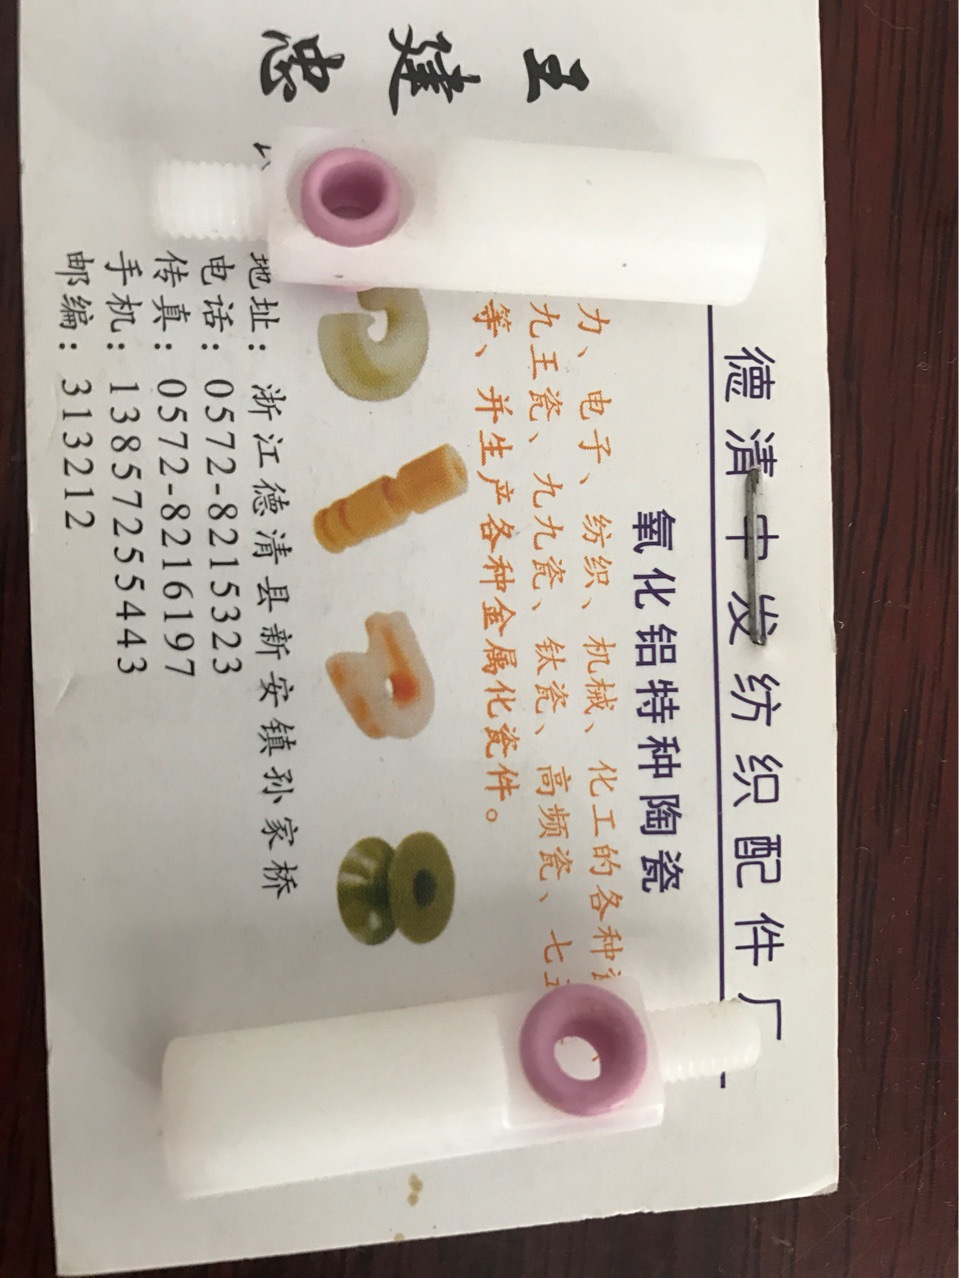 德清中发纺织配件厂
氧化铝特种陶瓷
力、电子、纺织、机械、化工的各种
九王瓷、九九瓷、钛瓷、高频瓷、七
等、并生产各种金属化瓷件。
王建忠
地址：浙江德清县新安镇孙家桥
电话：0572-8215323
传真：0572-8216197
手机：13857255443
邮编：313212